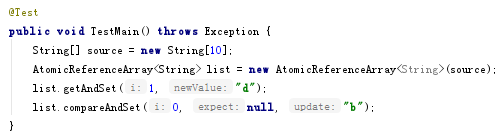 @Test
public void TestMain() throws Exception {
String[] source = new String[10];
AtomicReferenceArray<String> list = new AtomicReferenceArray<String>(source);
list.getAndSet( i: 1, newValue: "d");
list.compareAndSet( i: 0, expect: null, update: "b");
}